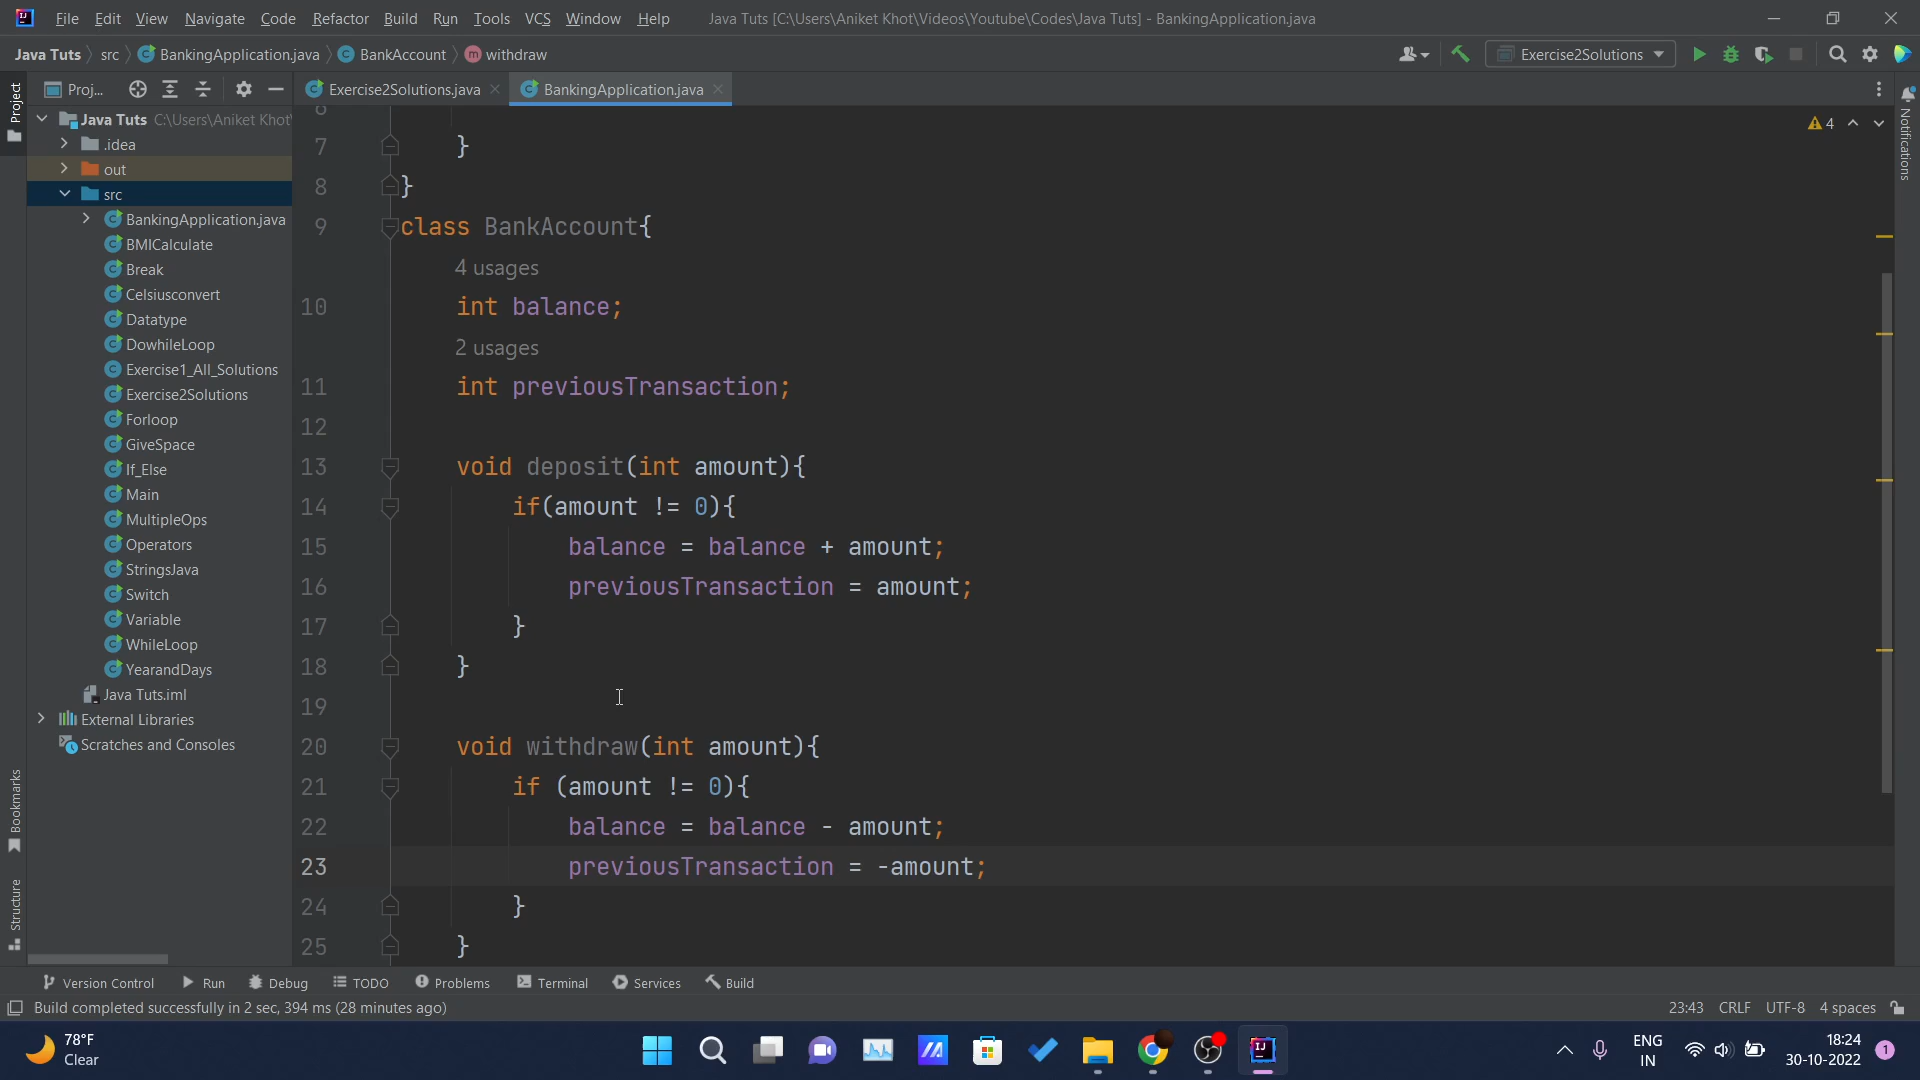 File Edit View Navigate Code Refactor Build Run Tools VCS Window Help Java Tuts [C:\Users\Aniket Khot\Videos\Youtube\Codes\Java Tuts] - BankingApplication.java
Java Tuts src BankingApplication.java BankAccount withdraw Exercise2Solutions
Project
Proj... Exercise2Solutions.java BankingApplication.java
Notifications
Java Tuts C:\Users\Aniket Khot\
.idea
out
src
BankingApplication.java
BMICalculate
Break
Celsiusconvert
Datatype
DowhileLoop
Exercise1_All_Solutions
Exercise2Solutions
Forloop
GiveSpace
If_Else
Main
MultipleOps
Operators
StringsJava
Switch
Variable
WhileLoop
YearandDays
Java Tuts.iml
External Libraries
Scratches and Consoles
Bookmarks
Structure
4
6
7 }
8 }
9 class BankAccount{
4 usages
10 int balance;
2 usages
11 int previousTransaction;
12
13 void deposit(int amount){
14 if(amount != 0){
15 balance = balance + amount;
16 previousTransaction = amount;
17 }
18 }
19
20 void withdraw(int amount){
21 if (amount != 0){
22 balance = balance - amount;
23 previousTransaction = -amount;
24 }
25 }
Version Control Run Debug TODO Problems Terminal Services Build
Build completed successfully in 2 sec, 394 ms (28 minutes ago) 23:43 CRLF UTF-8 4 spaces
78°F
Clear
ENG
IN
18:24
30-10-2022
1